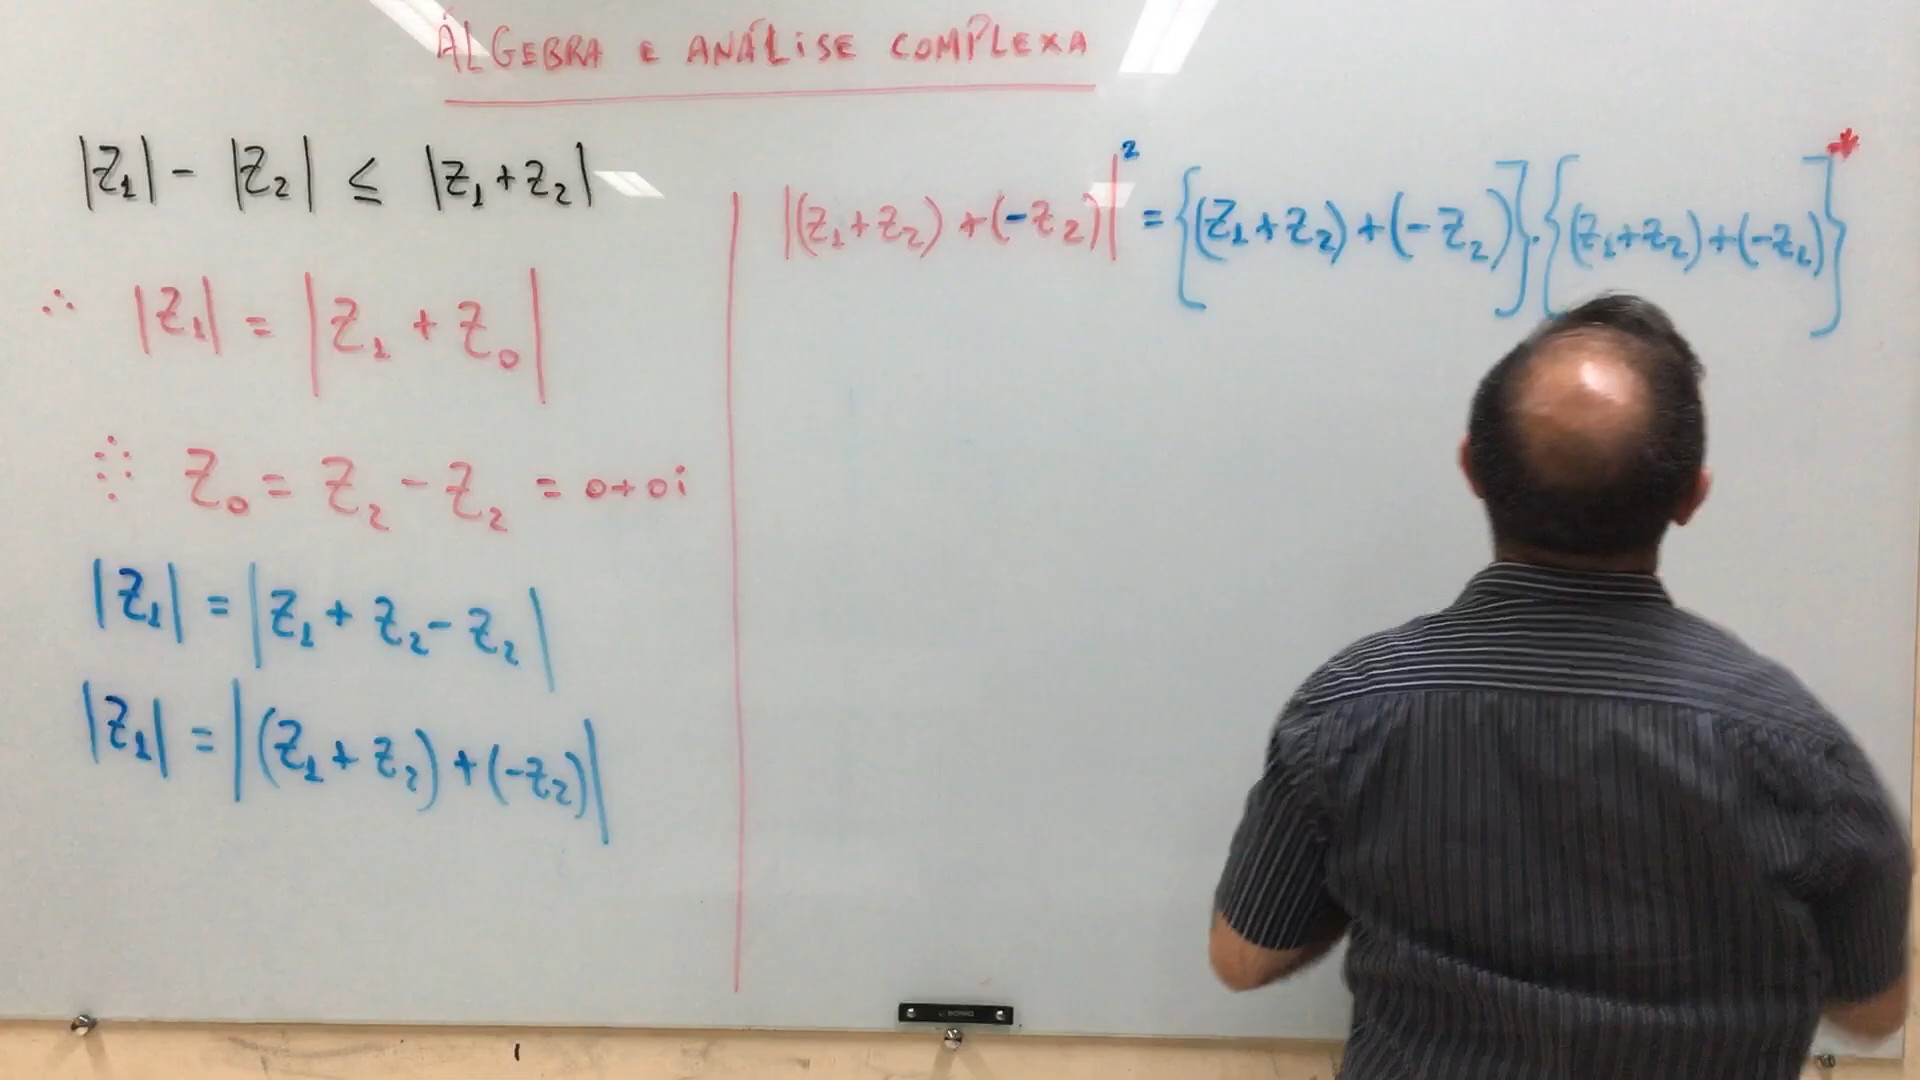 ÁLGEBRA E ANÁLISE COMPLEXA
|Z₁| - |Z₂| ≤ |Z₁ + Z₂|
∴ |Z₁| = |Z₁ + Z₀|
Z₀ = Z₂ - Z₂ = 0+0i
|Z₁| = |Z₁ + Z₂ - Z₂|
|Z₁| = |(Z₁ + Z₂) + (-Z₂)|
|(Z₁ + Z₂) + (-Z₂)|² = {(Z₁ + Z₂) + (-Z₂)}·{(Z₁+Z₂)+(-Z₂)}*